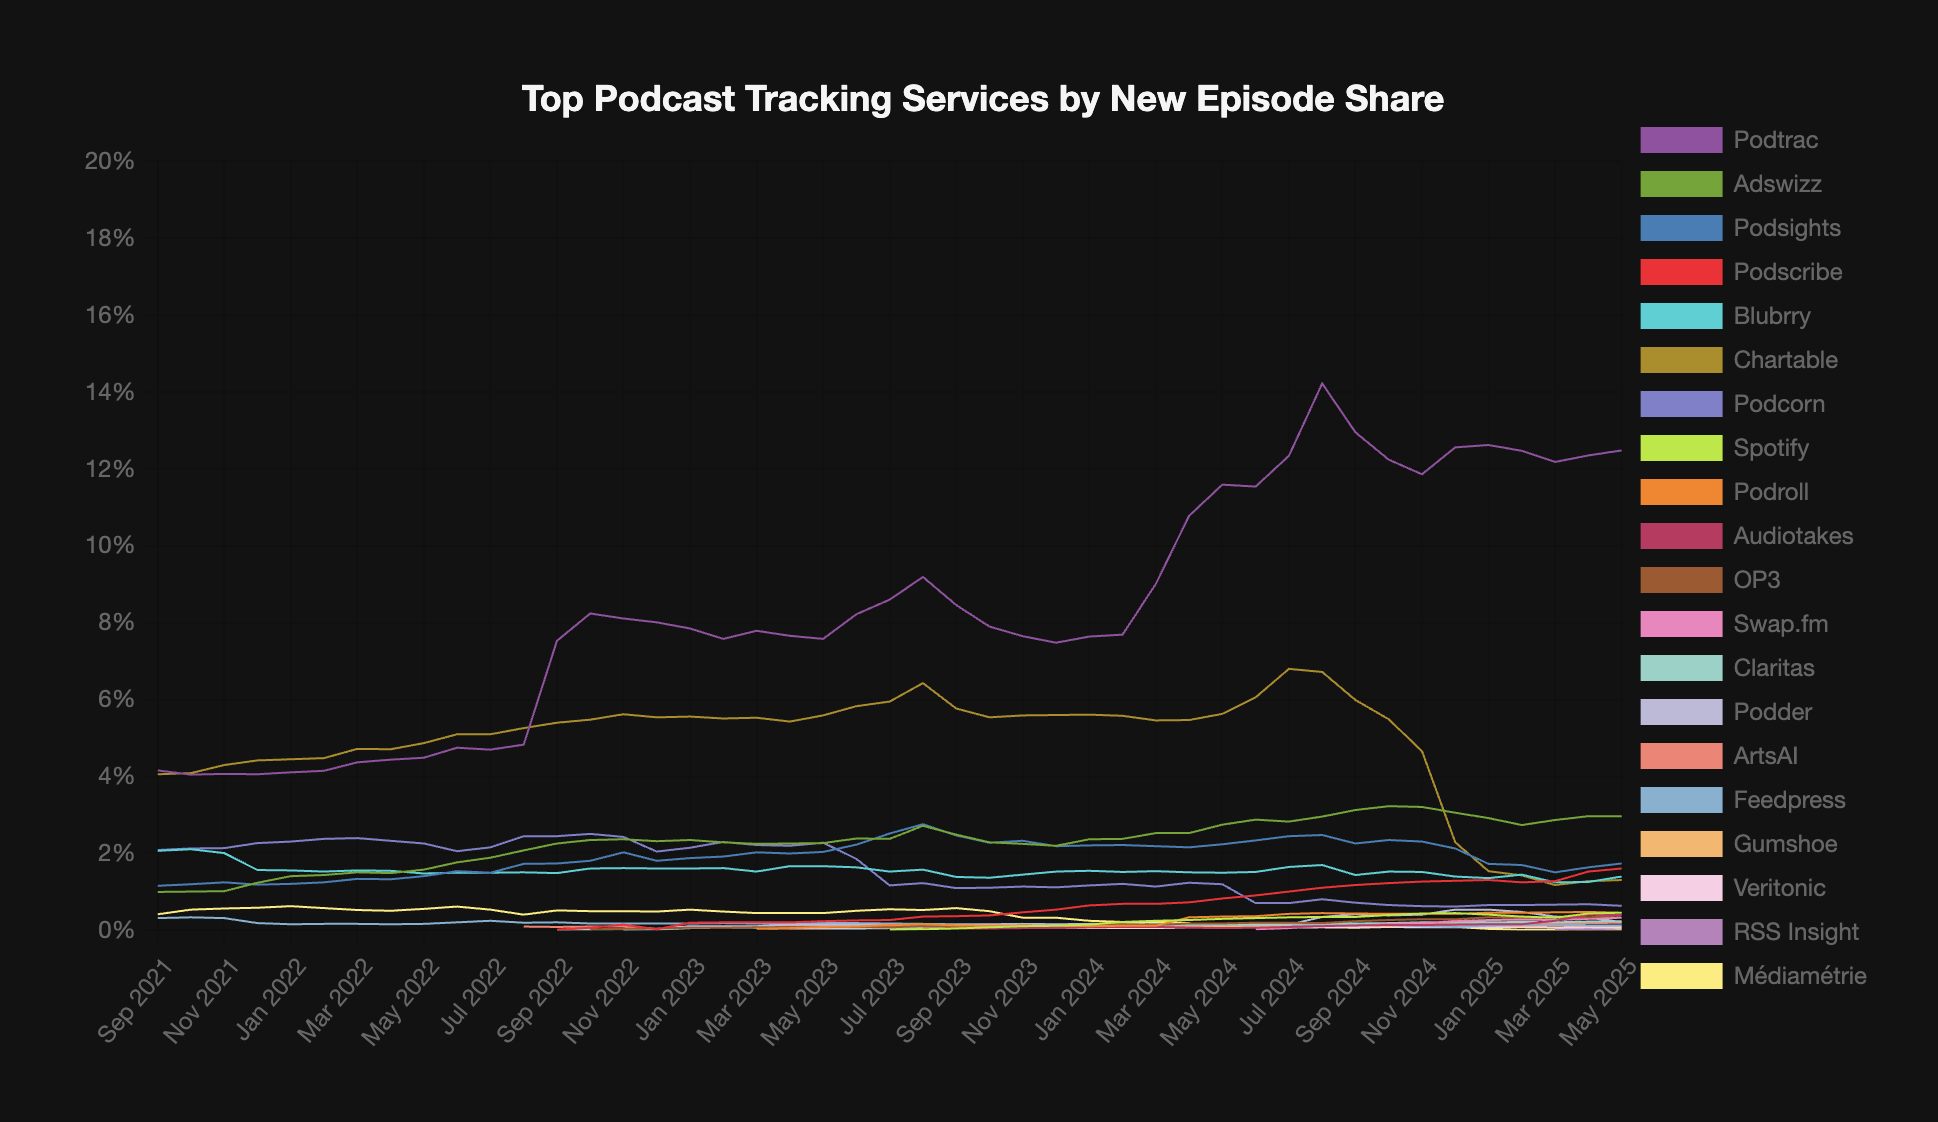 Top Podcast Tracking Services by New Episode Share
20%
18%
16%
14%
12%
10%
8%
6%
4%
2%
0%
Sep 2021
Nov 2021
Jan 2022
Mar 2022
May 2022
Jul 2022
Sep 2022
Nov 2022
Jan 2023
Mar 2023
May 2023
Jul 2023
Sep 2023
Nov 2023
Jan 2024
Mar 2024
May 2024
Jul 2024
Sep 2024
Nov 2024
Jan 2025
Mar 2025
May 2025
Podtrac
Adswizz
Podsights
Podscribe
Blubrry
Chartable
Podcorn
Spotify
Podroll
Audiotakes
OP3
Swap.fm
Claritas
Podder
ArtsAI
Feedpress
Gumshoe
Veritonic
RSS Insight
Médiamétrie